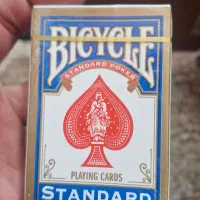 BICYCLE
STANDARD POKER
PLAYING CARDS
STANDARD